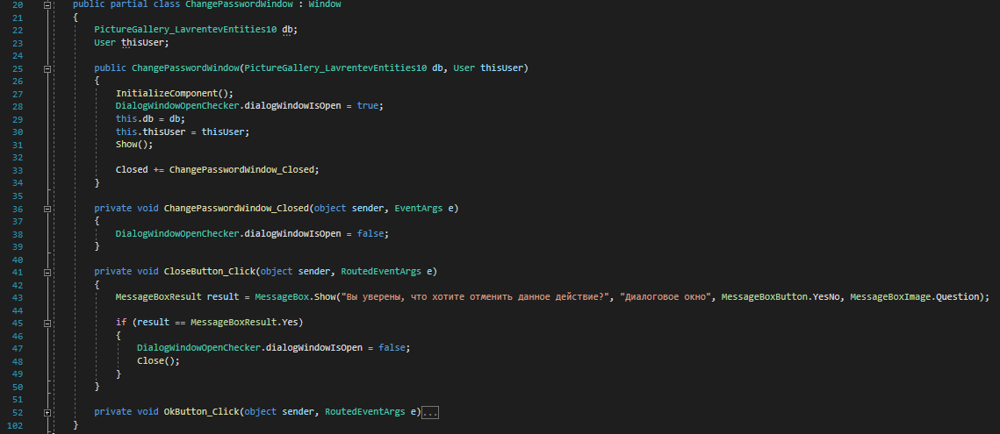 20 public partial class ChangePasswordWindow : Window
21 {
22 PictureGallery_LavrentevEntities10 db;
23 User thisUser;
24
25 public ChangePasswordWindow(PictureGallery_LavrentevEntities10 db, User thisUser)
26 {
27 InitializeComponent();
28 DialogWindowOpenChecker.dialogWindowIsOpen = true;
29 this.db = db;
30 this.thisUser = thisUser;
31 Show();
32
33 Closed += ChangePasswordWindow_Closed;
34 }
35
36 private void ChangePasswordWindow_Closed(object sender, EventArgs e)
37 {
38 DialogWindowOpenChecker.dialogWindowIsOpen = false;
39 }
40
41 private void CloseButton_Click(object sender, RoutedEventArgs e)
42 {
43 MessageBoxResult result = MessageBox.Show("Вы уверены, что хотите отменить данное действие?", "Диалоговое окно", MessageBoxButton.YesNo, MessageBoxImage.Question);
44
45 if (result == MessageBoxResult.Yes)
46 {
47 DialogWindowOpenChecker.dialogWindowIsOpen = false;
48 Close();
49 }
50 }
51
52 private void OkButton_Click(object sender, RoutedEventArgs e)...
102 }